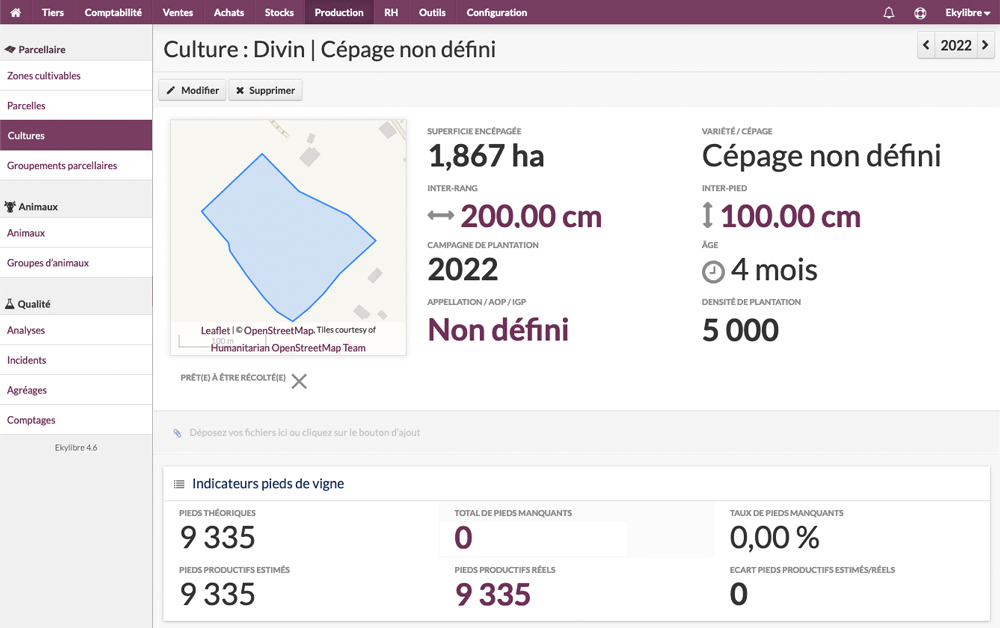 Tiers Comptabilité Ventes Achats Stocks Production RH Outils Configuration Ekylibre
Parcellaire
Zones cultivables
Parcelles
Cultures
Groupements parcellaires
Animaux
Animaux
Groupes d'animaux
Qualité
Analyses
Incidents
Agréages
Comptages
Ekylibre 4.6
Culture : Divin | Cépage non défini
2022
Modifier Supprimer
Leaflet | © OpenStreetMap, Tiles courtesy of
100 m
Humanitarian OpenStreetMap Team
PRÊT(E) À ÊTRE RÉCOLTÉ(E)
SUPERFICIE ENCÉPAGÉE
1,867 ha
VARIÉTÉ / CÉPAGE
Cépage non défini
INTER-RANG
200,00 cm
INTER-PIED
100,00 cm
CAMPAGNE DE PLANTATION
2022
ÂGE
4 mois
APPELLATION / AOP / IGP
Non défini
DENSITÉ DE PLANTATION
5 000
Déposez vos fichiers ici ou cliquez sur le bouton d'ajout
Indicateurs pieds de vigne
PIEDS THÉORIQUES
9 335
TOTAL DE PIEDS MANQUANTS
0
TAUX DE PIEDS MANQUANTS
0,00 %
PIEDS PRODUCTIFS ESTIMÉS
9 335
PIEDS PRODUCTIFS RÉELS
9 335
ECART PIEDS PRODUCTIFS ESTIMÉS/RÉELS
0